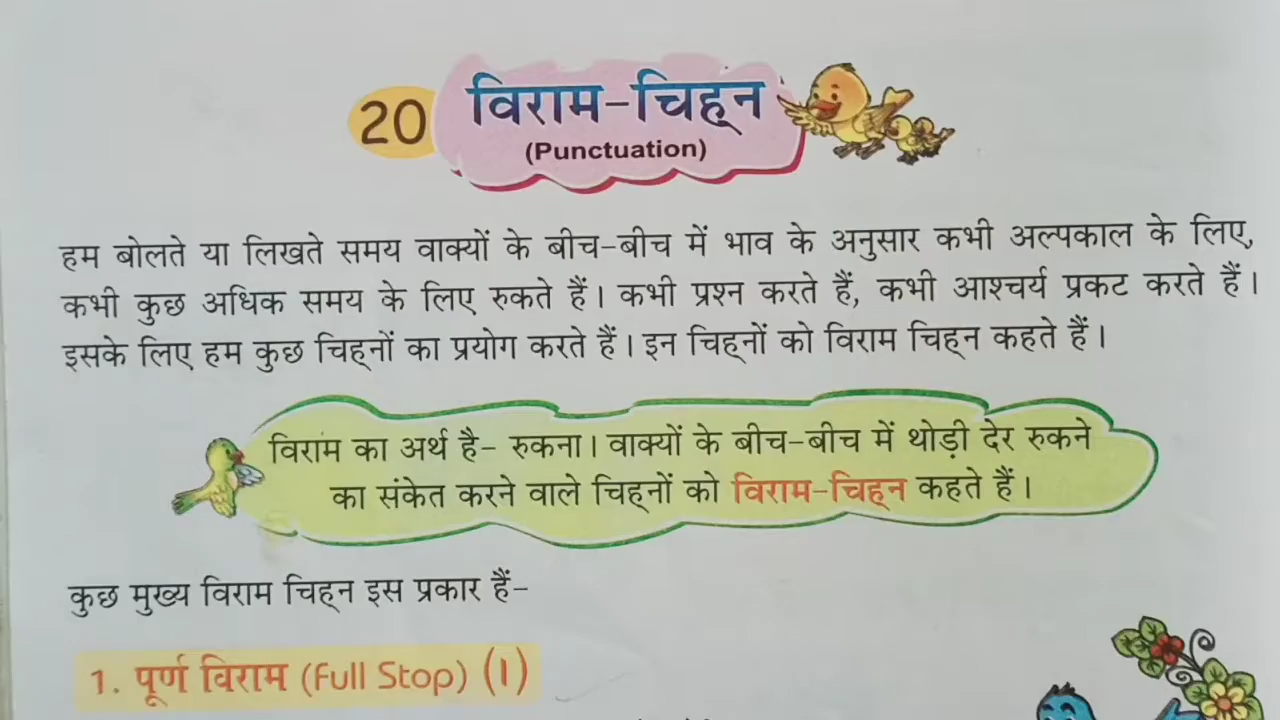 20 विराम-चिह्न
(Punctuation)
हम बोलते या लिखते समय वाक्यों के बीच-बीच में भाव के अनुसार कभी अल्पकाल के लिए,
कभी कुछ अधिक समय के लिए रुकते हैं। कभी प्रश्न करते हैं, कभी आश्चर्य प्रकट करते हैं।
इसके लिए हम कुछ चिह्नों का प्रयोग करते हैं। इन चिह्नों को विराम चिह्न कहते हैं।
विराम का अर्थ है- रुकना। वाक्यों के बीच-बीच में थोड़ी देर रुकने
का संकेत करने वाले चिह्नों को विराम-चिह्न कहते हैं।
कुछ मुख्य विराम चिह्न इस प्रकार हैं-
1. पूर्ण विराम (Full Stop) (।)